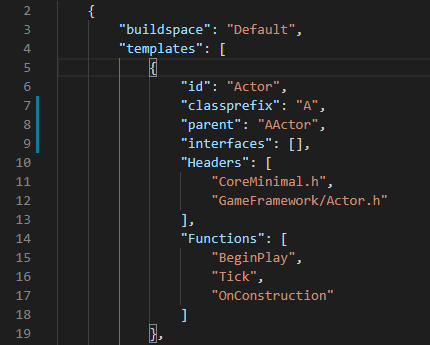 2 {
3 "buildspace": "Default",
4 "templates": [
5 {
6 "id": "Actor",
7 "classprefix": "A",
8 "parent": "AActor",
9 "interfaces": [],
10 "Headers": [
11 "CoreMinimal.h",
12 "GameFramework/Actor.h"
13 ],
14 "Functions": [
15 "BeginPlay",
16 "Tick",
17 "OnConstruction"
18 ]
19 },